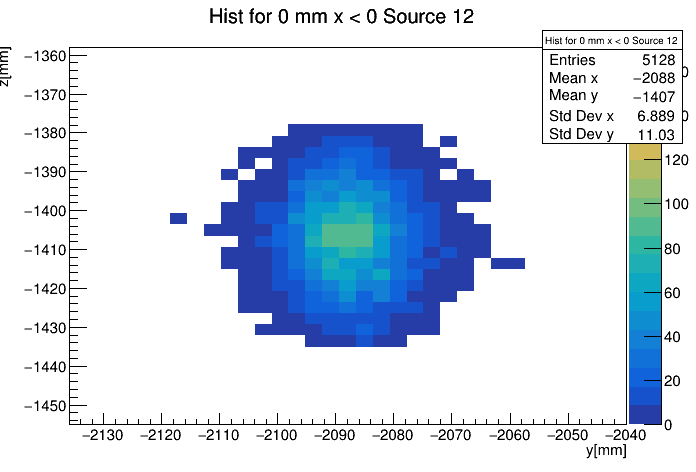 Hist for 0 mm x < 0 Source 12
z[mm]
Hist for 0 mm x < 0 Source 12
Entries 5128
Mean x −2088
Mean y −1407
Std Dev x 6.889
Std Dev y 11.03
−1360
−1370
−1380
−1390
−1400
−1410
−1420
−1430
−1440
−1450
120
100
80
60
40
20
0
−2130 −2120 −2110 −2100 −2090 −2080 −2070 −2060 −2050 −2040
y[mm]